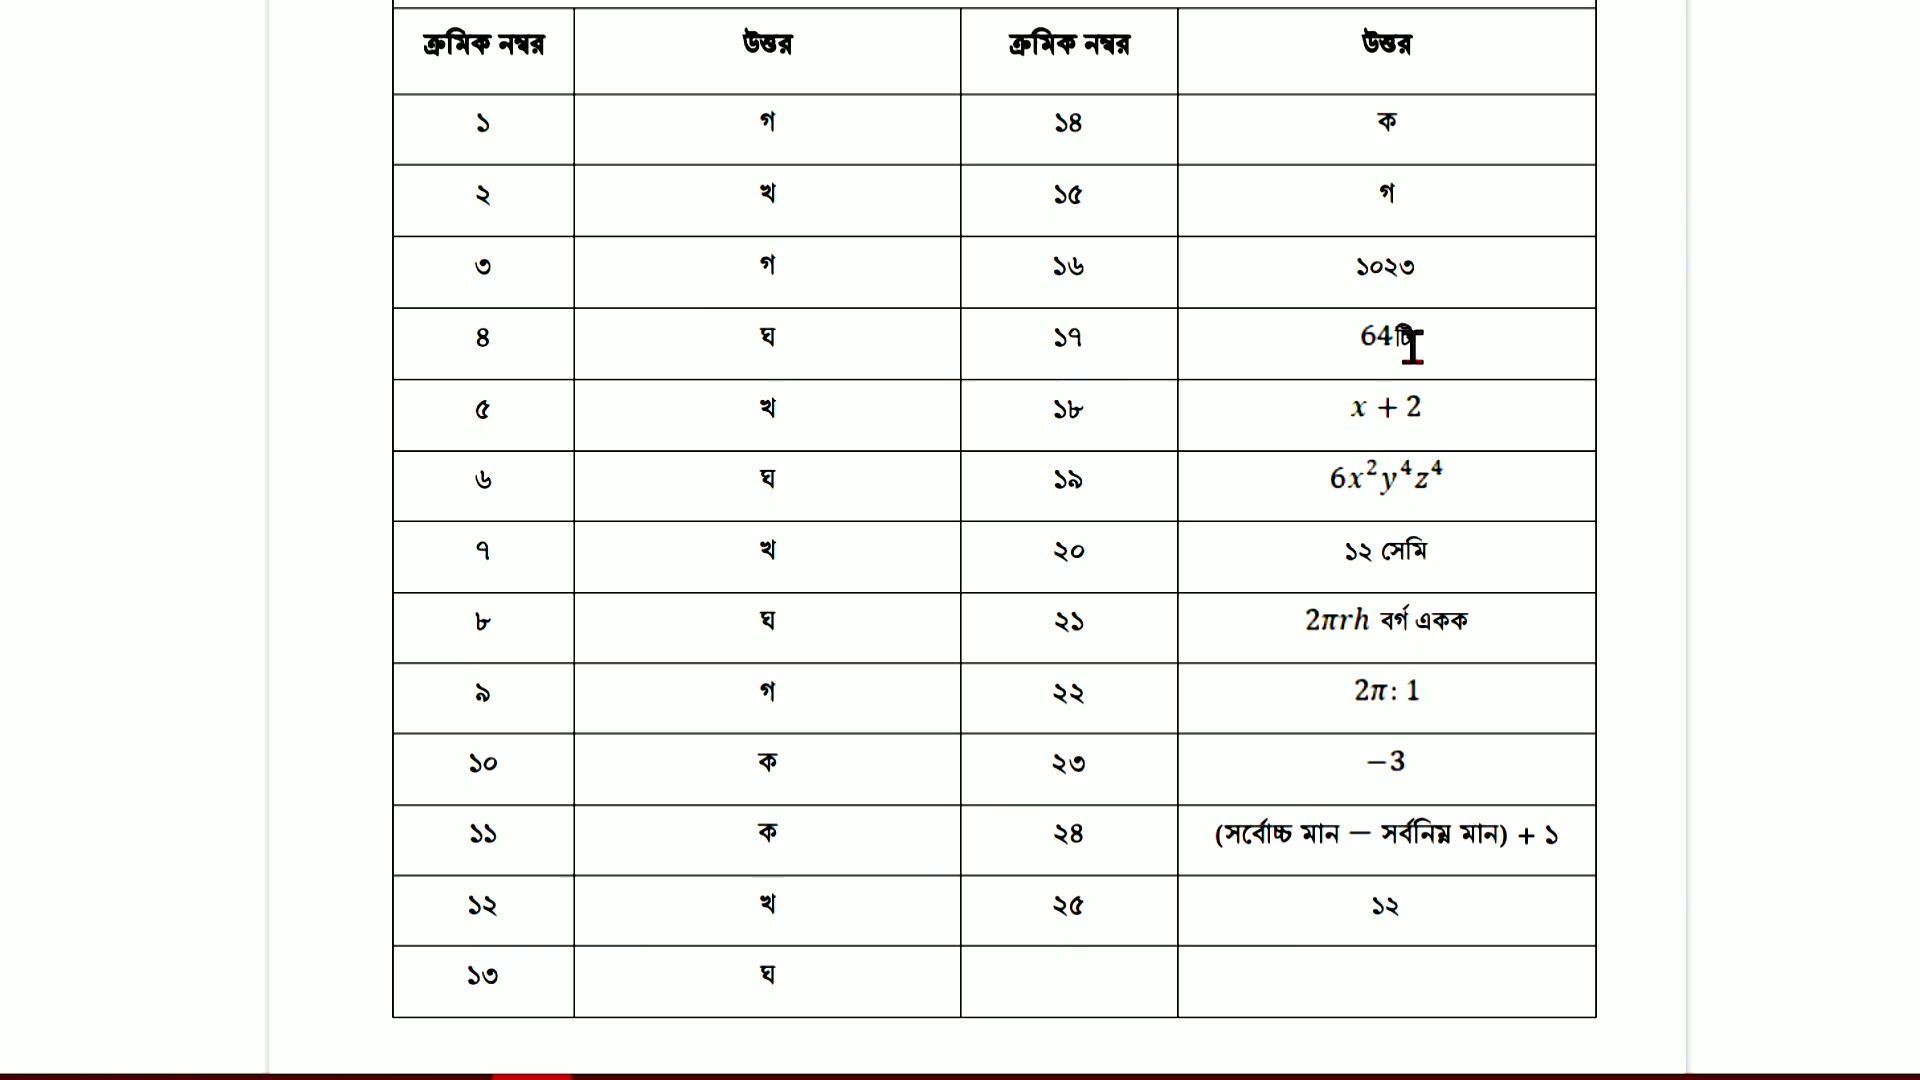 ক্রমিক নম্বর উত্তর ক্রমিক নম্বর উত্তর
১ গ ১৪ ক
২ খ ১৫ গ
৩ গ ১৬ ১০২৩
৪ ঘ ১৭ 64টি
৫ খ ১৮ x + 2
৬ ঘ ১৯ 6x²y⁴z⁴
৭ খ ২০ ১২ সেমি
৮ ঘ ২১ 2πrh বর্গ একক
৯ গ ২২ 2π: 1
১০ ক ২৩ −3
১১ ক ২৪ (সর্বোচ্চ মান − সর্বনিম্ন মান) + ১
১২ খ ২৫ ১২
১৩ ঘ